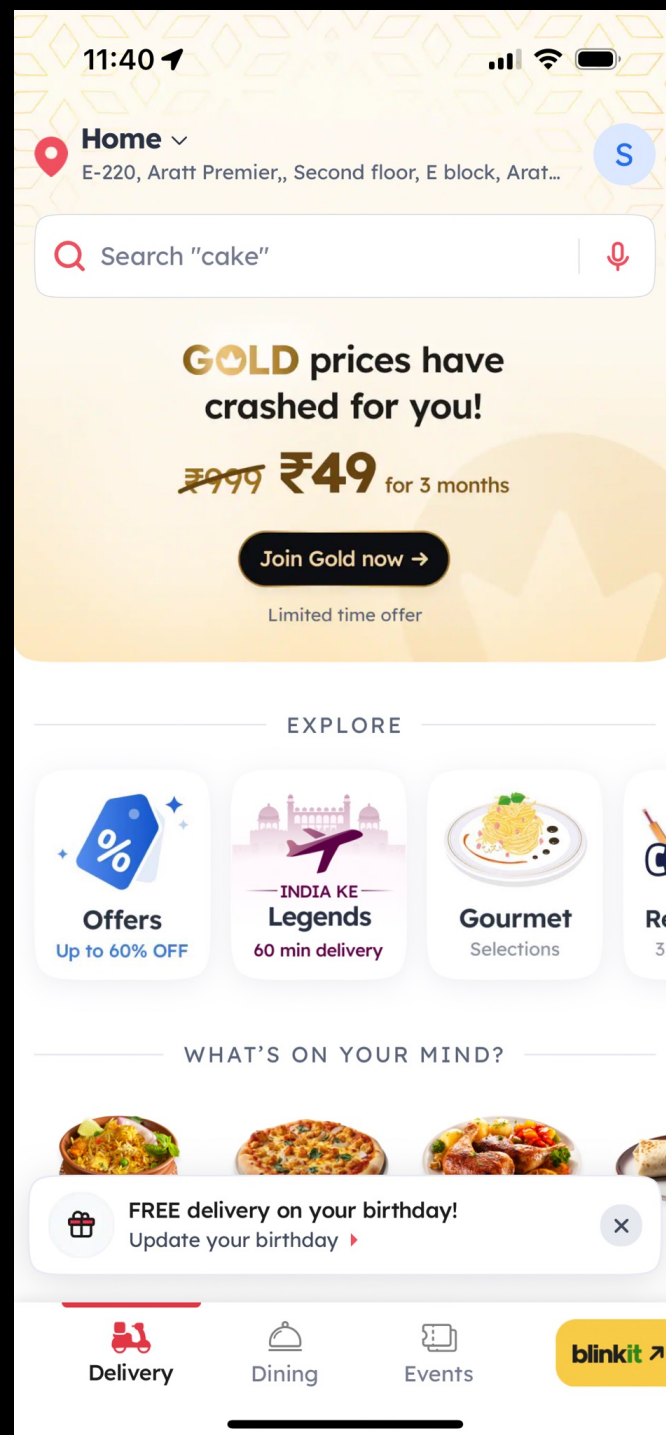 11:40
Home
S
E-220, Aratt Premier,, Second floor, E block, Arat...
Search "cake"
GOLD prices have
crashed for you!
₹999 ₹49 for 3 months
Join Gold now →
Limited time offer
EXPLORE
%
Offers
Up to 60% OFF
INDIA KE
Legends
60 min delivery
Gourmet
Selections
WHAT'S ON YOUR MIND?
FREE delivery on your birthday!
Update your birthday
Delivery
Dining
Events
blinkit